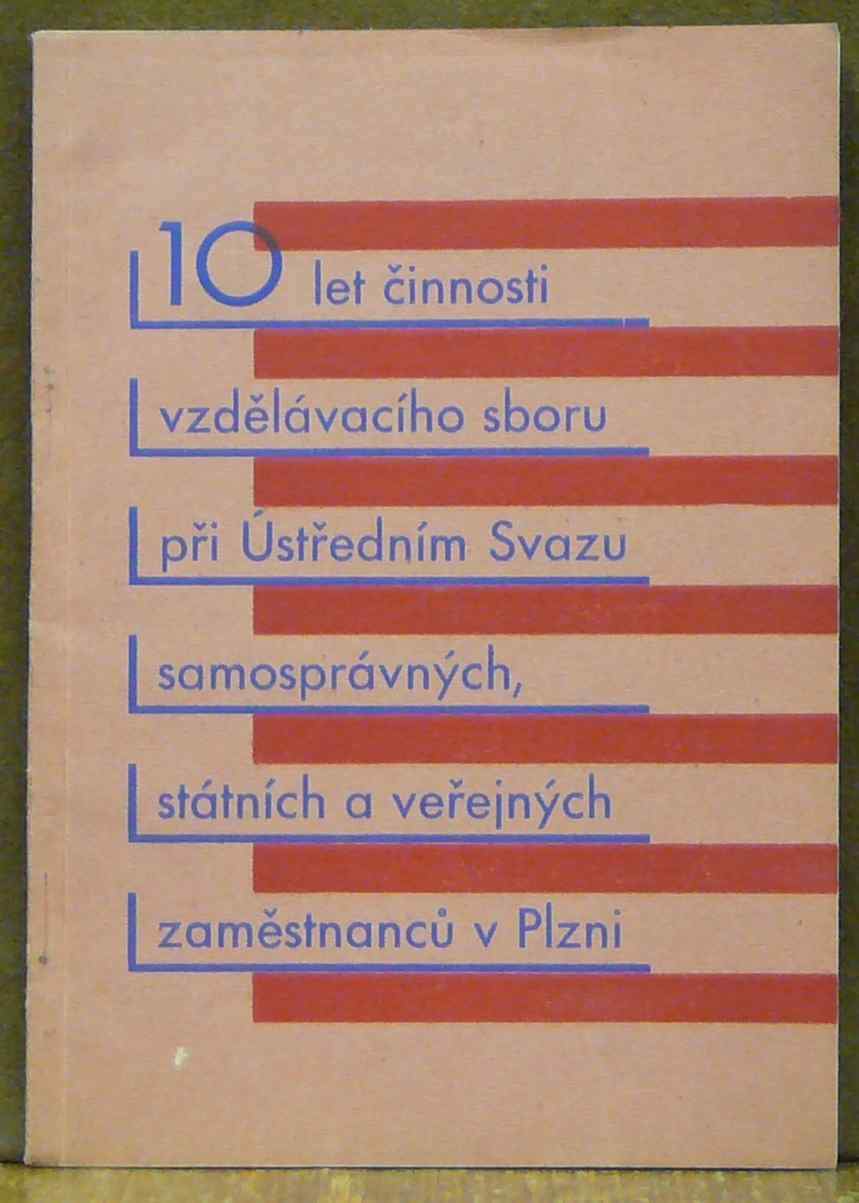 10 let činnosti
vzdělávacího sboru
při Ústředním Svazu
samosprávných,
státních a veřejných
zaměstnanců v Plzni